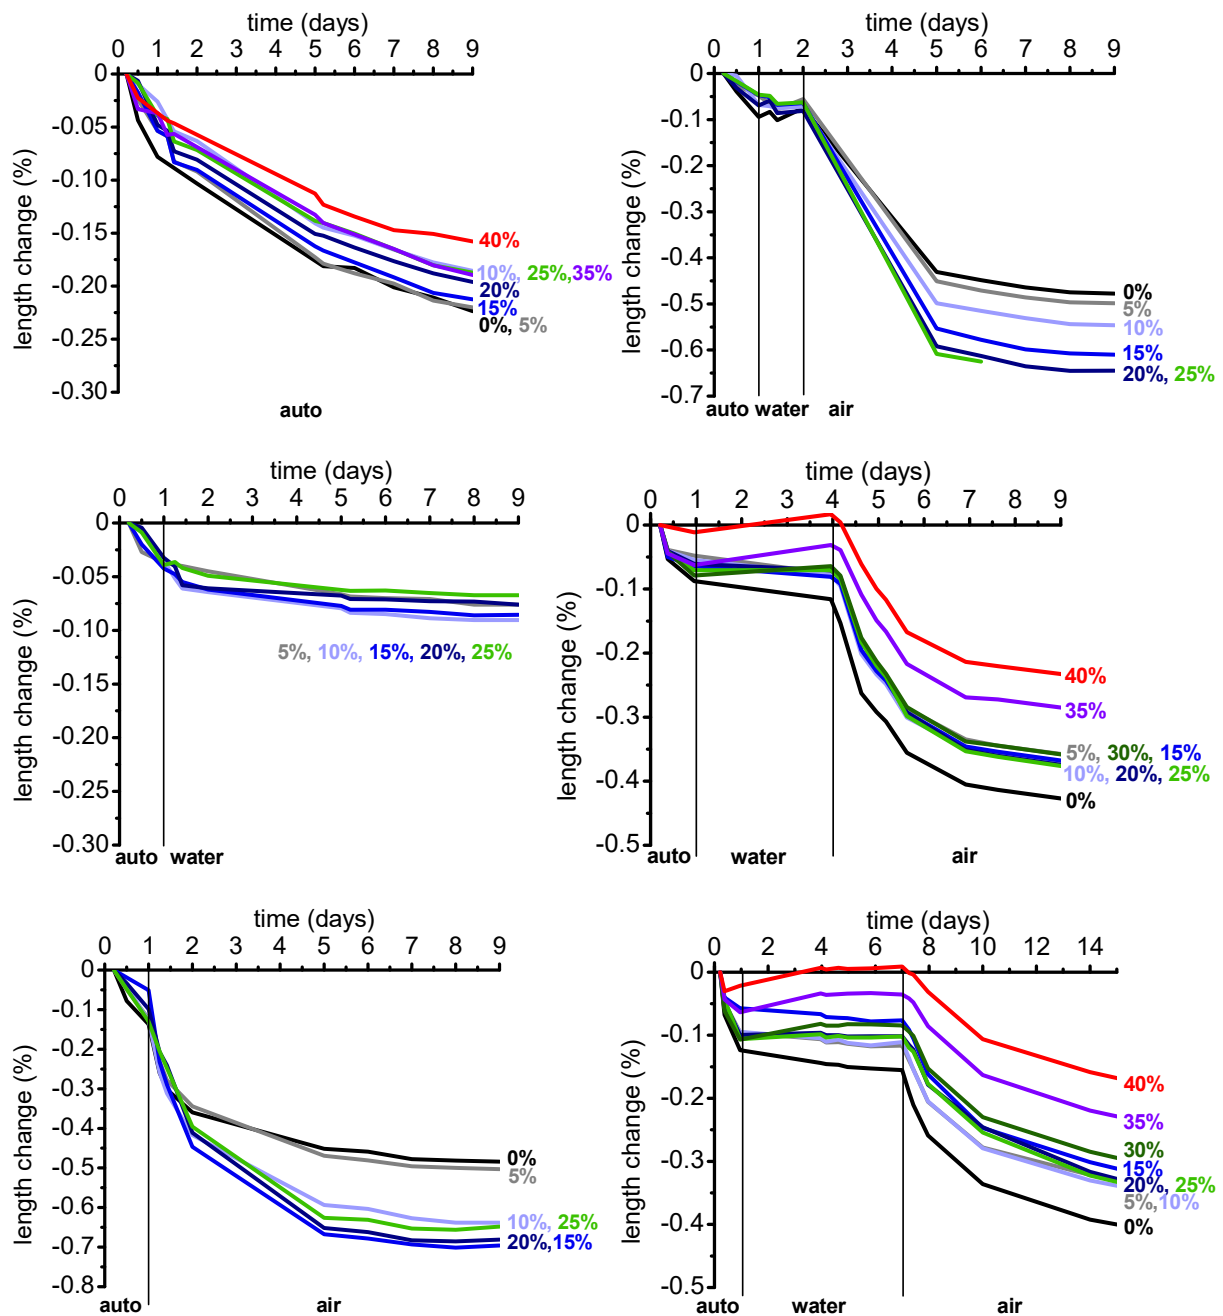 time (days)
0 1 2 3 4 5 6 7 8 9
length change (%)
0
-0.05
-0.10
-0.15
-0.20
-0.25
-0.30
40%
10%, 25%,35%
20%
15%
0%, 5%
auto
time (days)
0 1 2 3 4 5 6 7 8 9
length change (%)
0
-0.1
-0.2
-0.3
-0.4
-0.5
-0.6
-0.7
0%
5%
10%
15%
20%, 25%
auto water air
time (days)
0 1 2 3 4 5 6 7 8 9
length change (%)
0
-0.05
-0.10
-0.15
-0.20
-0.25
-0.30
5%, 10%, 15%, 20%, 25%
auto water
time (days)
0 1 2 3 4 5 6 7 8 9
length change (%)
0
-0.1
-0.2
-0.3
-0.4
-0.5
40%
35%
5%, 30%, 15%
10%, 20%, 25%
0%
auto water air
time (days)
0 1 2 3 4 5 6 7 8 9
length change (%)
0
-0.1
-0.2
-0.3
-0.4
-0.5
-0.6
-0.7
-0.8
0%
5%
10%, 25%
20%,15%
auto air
time (days)
0 2 4 6 8 10 12 14
length change (%)
0
-0.1
-0.2
-0.3
-0.4
-0.5
40%
35%
30%
15%
20%, 25%
5%,10%
0%
auto water air